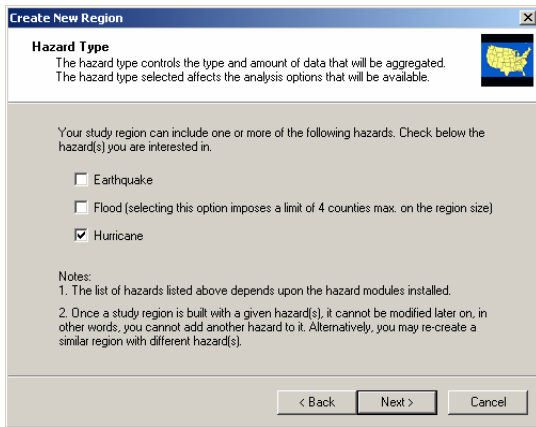 Create New Region
Hazard Type
The hazard type controls the type and amount of data that will be aggregated.
The hazard type selected affects the analysis options that will be available.
Your study region can include one or more of the following hazards. Check below the
hazard(s) you are interested in.
Earthquake
Flood (selecting this option imposes a limit of 4 counties max. on the region size)
Hurricane
Notes:
1. The list of hazards listed above depends upon the hazard modules installed.
2. Once a study region is built with a given hazard(s), it cannot be modified later on, in
other words, you cannot add another hazard to it. Alternatively, you may re-create a
similar region with different hazard(s).
< Back
Next >
Cancel